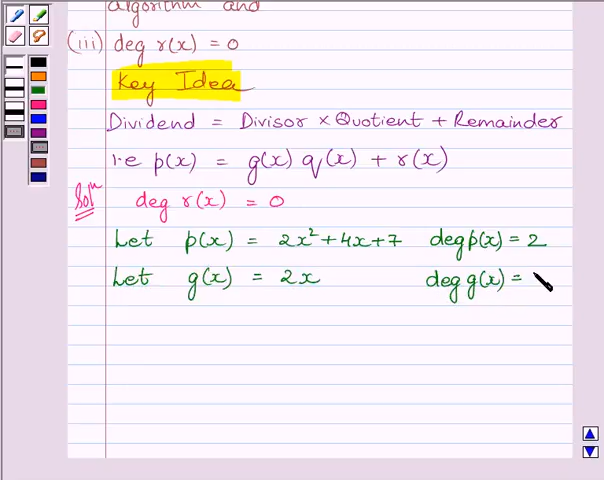 algorithm and
(iii) deg r(x) = 0
Key Idea
Dividend = Divisor × Quotient + Remainder
i.e p(x) = g(x) q(x) + r(x)
Solⁿ deg r(x) = 0
Let p(x) = 2x² + 4x + 7 deg p(x) = 2
Let g(x) = 2x deg g(x) =